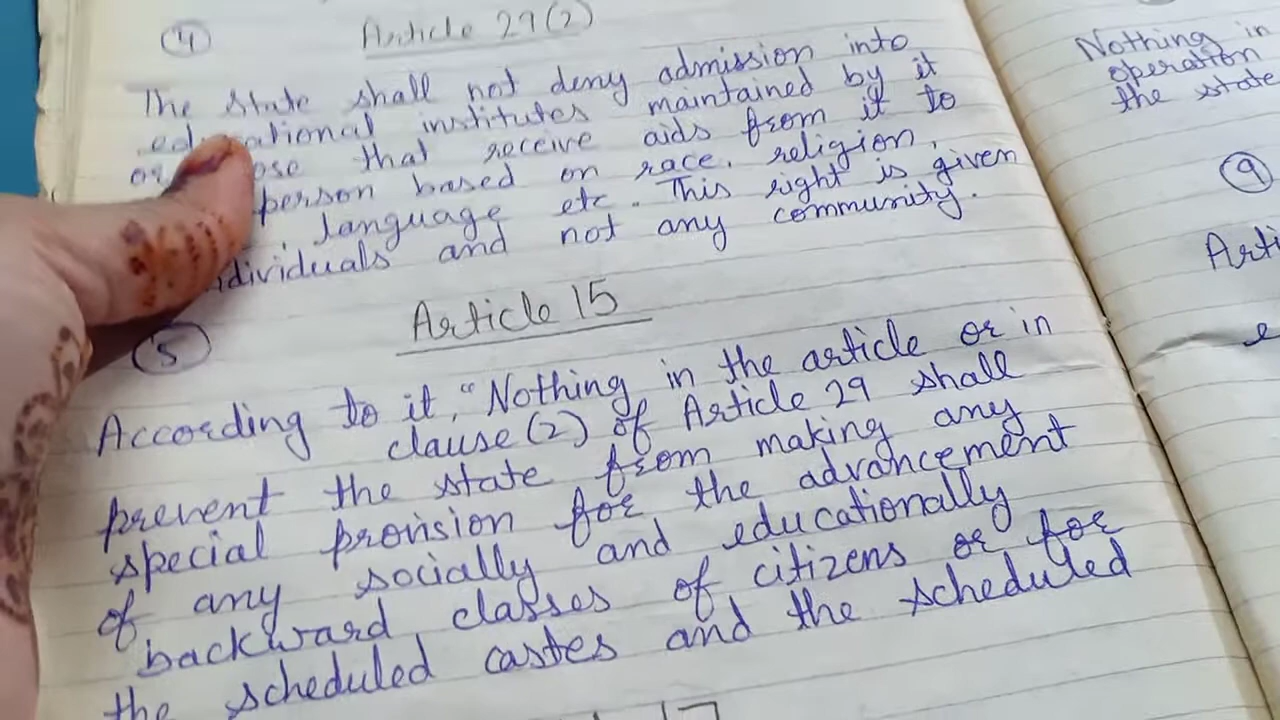 4
Article 29(2)
The state shall not deny admission into
educational institutes maintained by it
that receive aids from it to
person based on race, religion,
language etc. This right is given
individuals and not any community.
5
Article 15
According to it, "Nothing in the article or in
clause (2) of Article 29 shall
prevent the state from making any
special provision for the advancement
of any socially and educationally
backward classes of citizens or for
the scheduled castes and the scheduled
Nothing in
operation
the state
9